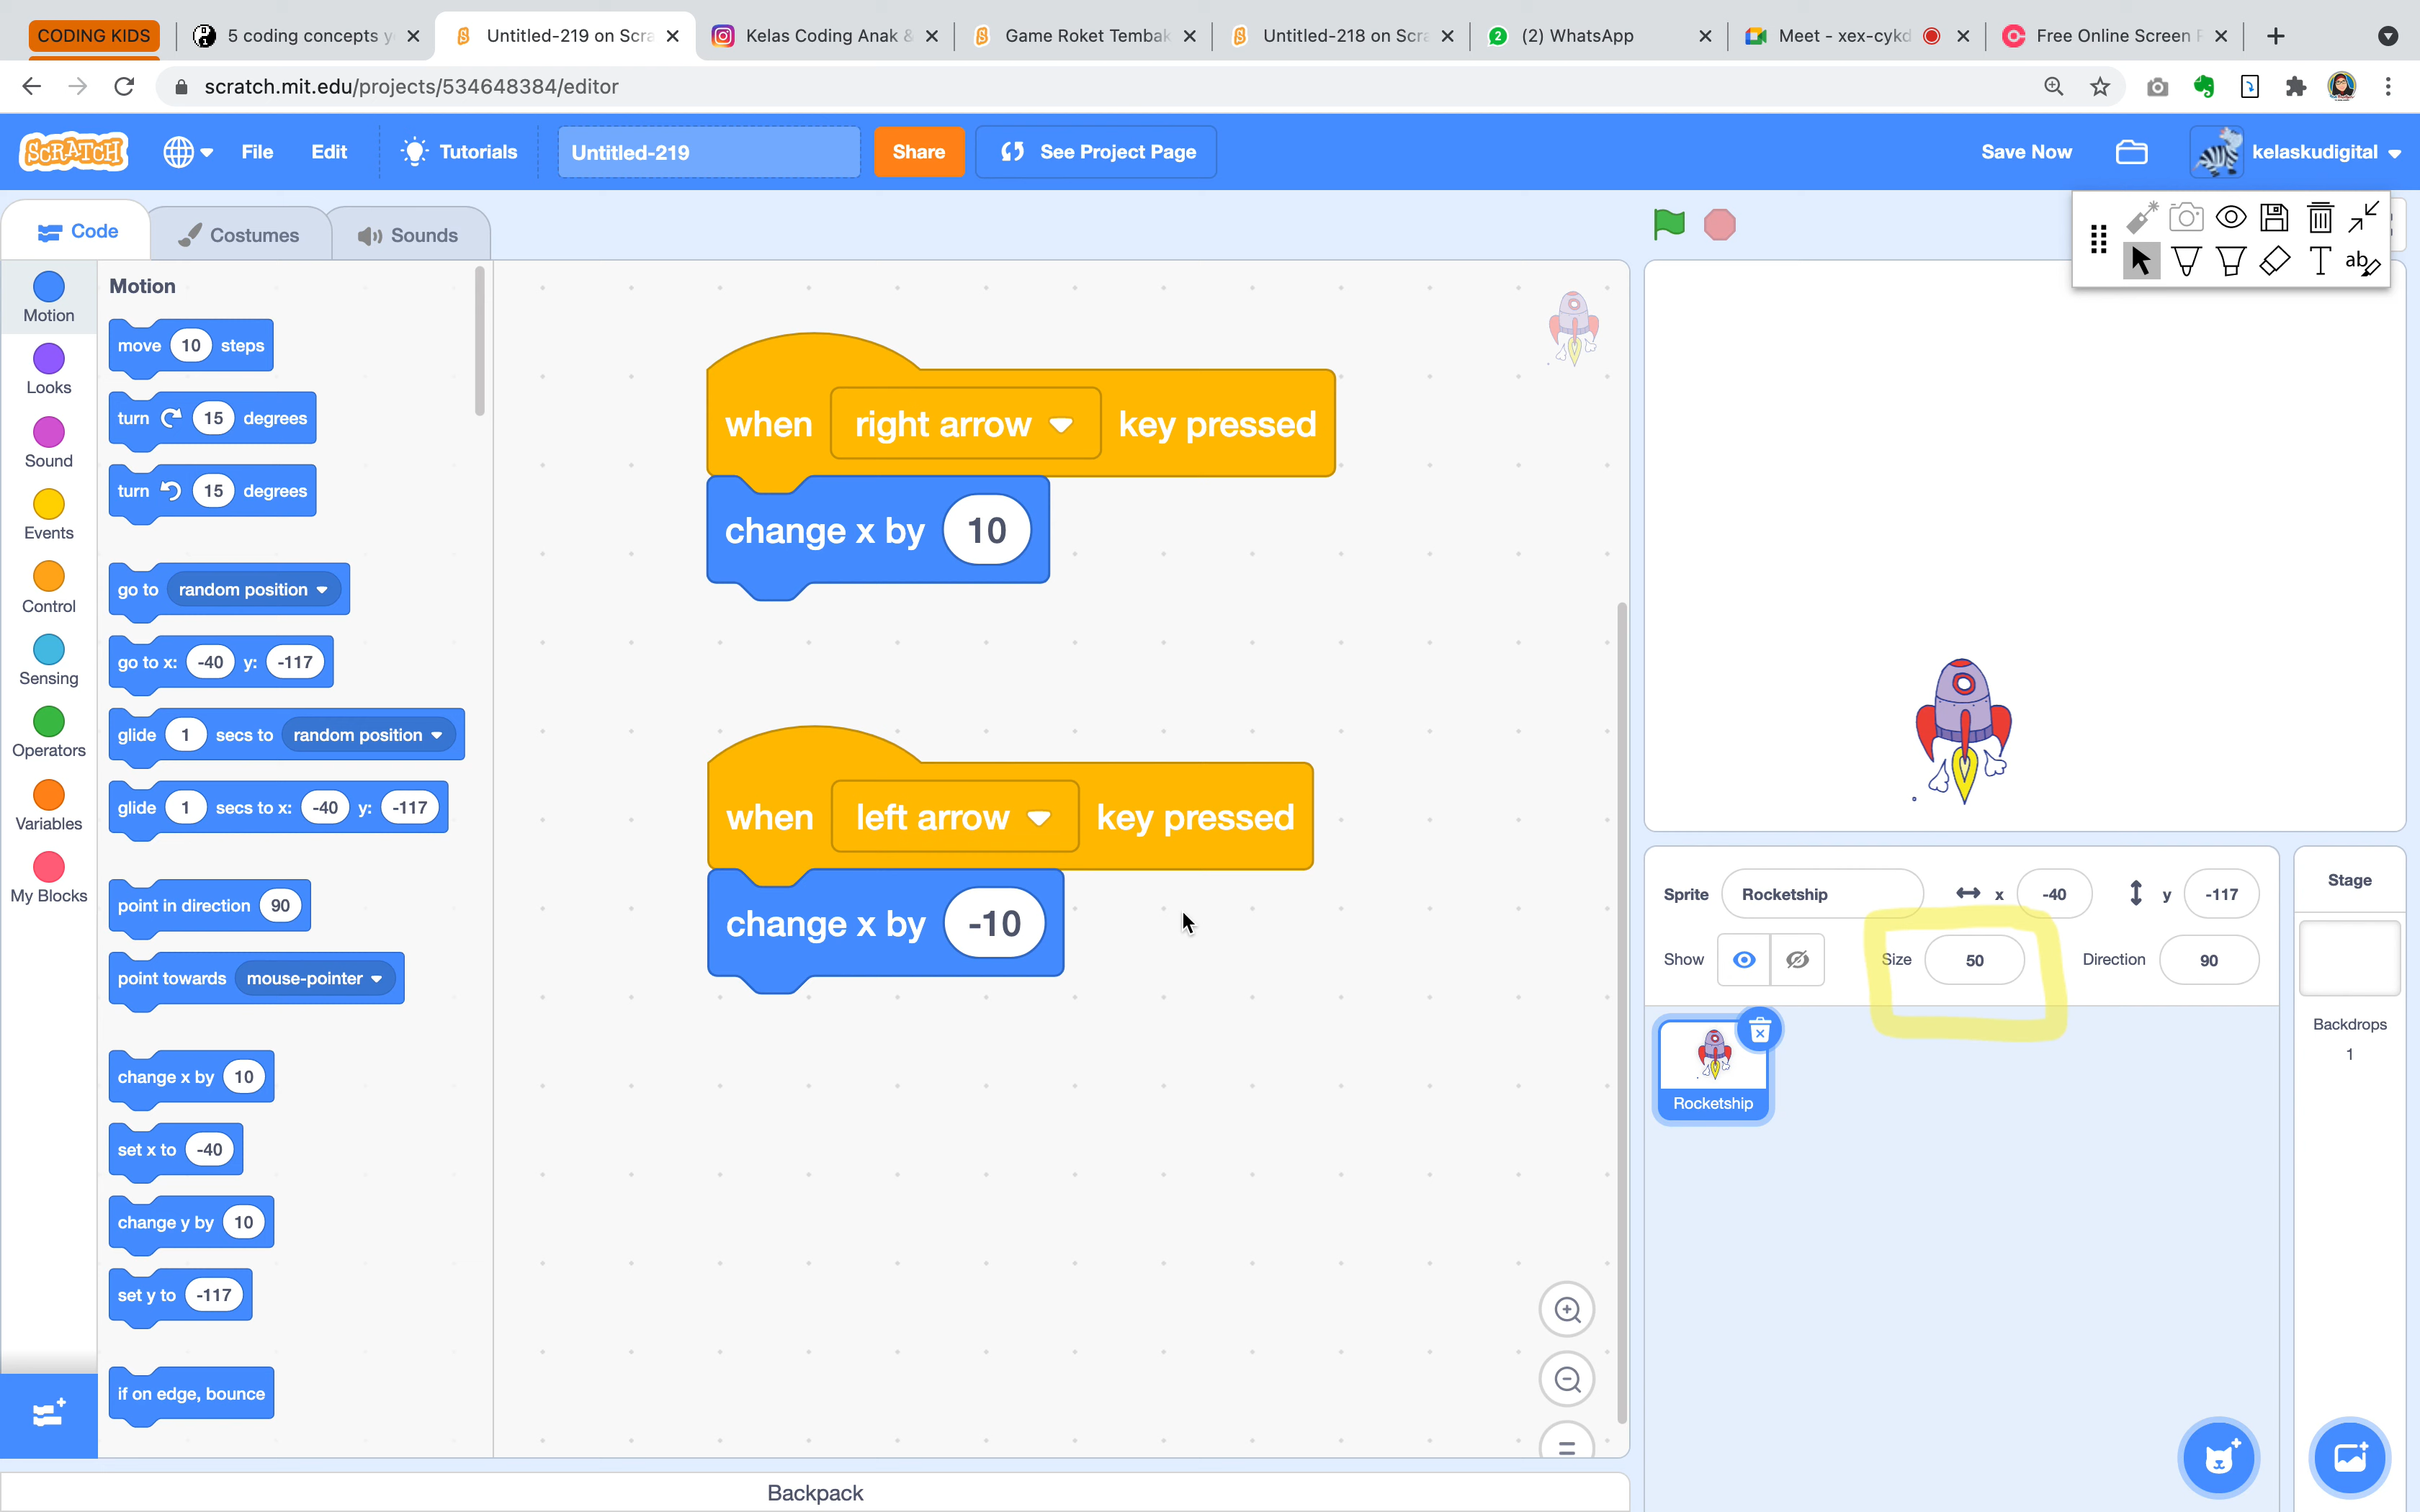 CODING KIDS
5 coding concepts y
Untitled-219 on Scra
Kelas Coding Anak &
Game Roket Tembak
Untitled-218 on Scra
2 (2) WhatsApp
Meet - xex-cykd
Free Online Screen
scratch.mit.edu/projects/534648384/editor
SCRATCH
File
Edit
Tutorials
Untitled-219
Share
See Project Page
Save Now
kelaskudigital
Code
Costumes
Sounds
T
ab
Motion
Looks
Sound
Events
Control
Sensing
Operators
Variables
My Blocks
Motion
move 10 steps
turn 15 degrees
turn 15 degrees
go to random position
go to x: -40 y: -117
glide 1 secs to random position
glide 1 secs to x: -40 y: -117
point in direction 90
point towards mouse-pointer
change x by 10
set x to -40
change y by 10
set y to -117
if on edge, bounce
when right arrow key pressed
change x by 10
when left arrow key pressed
change x by -10
Sprite Rocketship x -40 y -117
Show Size 50 Direction 90
Rocketship
Stage
Backdrops
1
Backpack